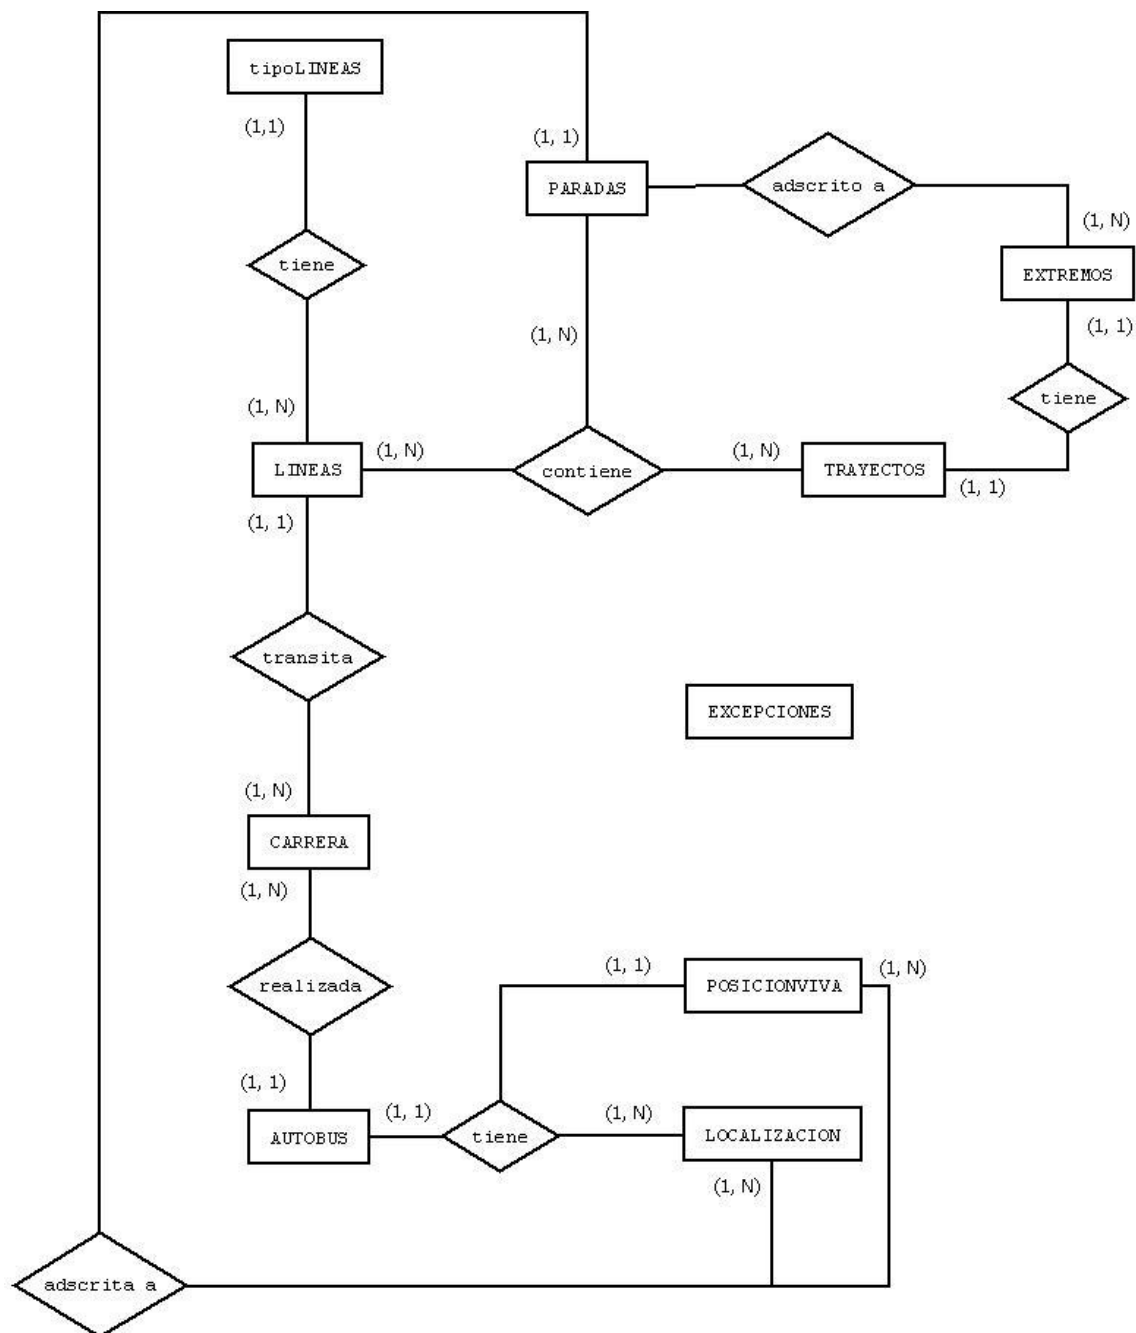 tipoLINEAS
(1,1)
(1, 1)
PARADAS
adscrito a
(1, N)
tiene
EXTREMOS
(1, N)
(1, 1)
tiene
(1, N)
LINEAS
(1, N)
contiene
(1, N)
TRAYECTOS
(1, 1)
(1, 1)
transita
EXCEPCIONES
(1, N)
CARRERA
(1, N)
realizada
(1, 1)
POSICIONVIVA
(1, N)
(1, 1)
AUTOBUS
(1, 1)
tiene
(1, N)
LOCALIZACION
(1, N)
adscrita a